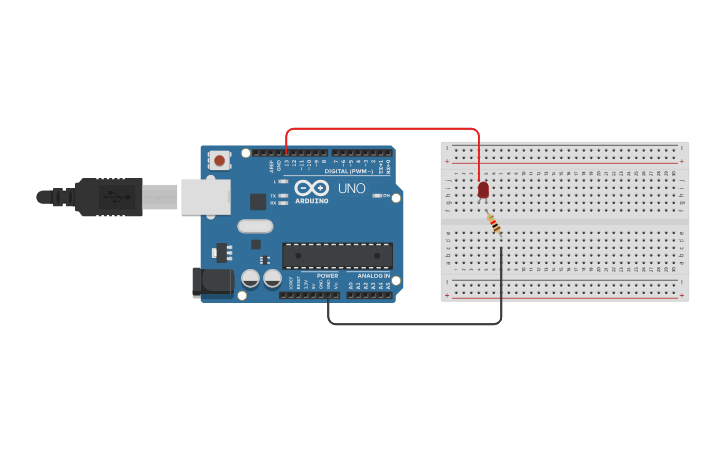 AREF
GND
13
12
~11
~10
~9
8
7
~6
~5
4
~3
2
TX→1
RX←0
L
DIGITAL (PWM~)
TX
RX
ARDUINO
UNO
ON
POWER
ANALOG IN
IOREF
RESET
3.3V
5V
GND
GND
Vin
A0
A1
A2
A3
A4
A5
j
i
h
g
f
e
d
c
b
a